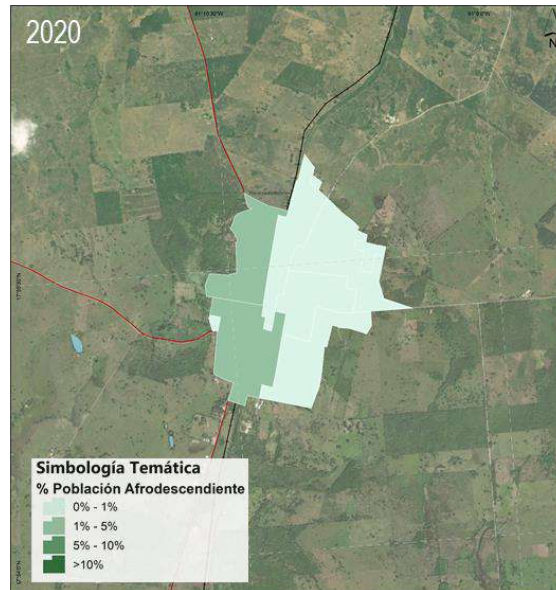 2020
N
Simbología Temática
% Población Afrodescendiente
0% - 1%
1% - 5%
5% - 10%
>10%